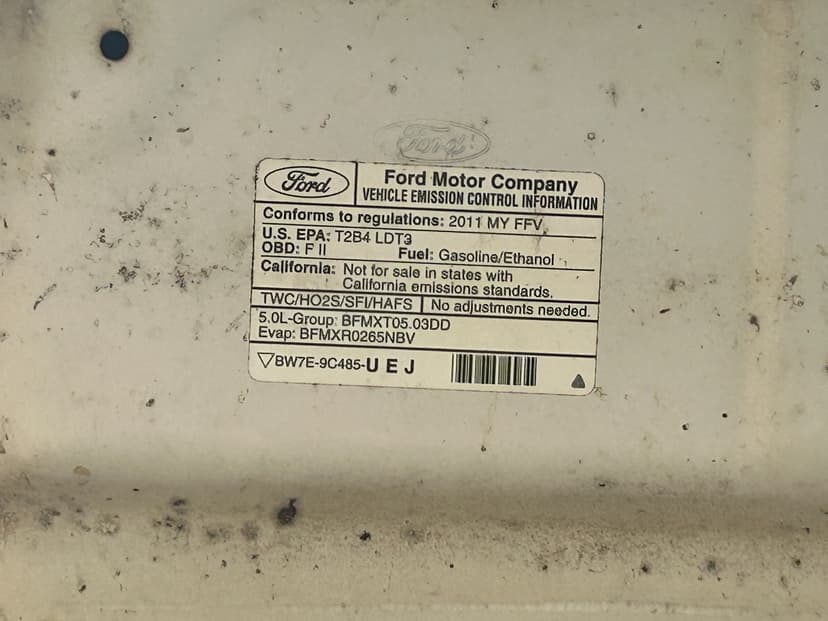 Ford
Ford
Ford Motor Company
VEHICLE EMISSION CONTROL INFORMATION
Conforms to regulations: 2011 MY FFV
U.S. EPA: T2B4 LDT3
OBD: F II Fuel: Gasoline/Ethanol
California: Not for sale in states with
California emissions standards.
TWC/HO2S/SFI/HAFS No adjustments needed.
5.0L-Group: BFMXT05.03DD
Evap: BFMXR0265NBV
BW7E-9C485-UEJ